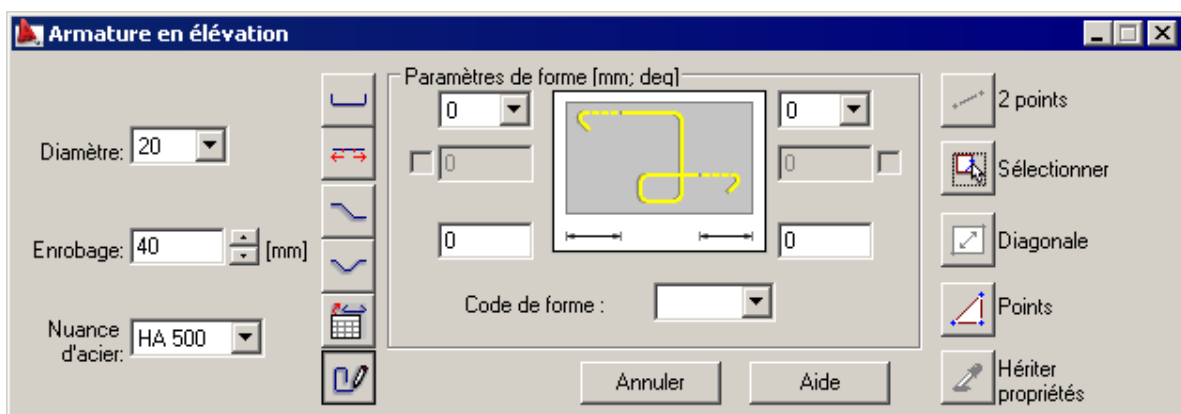 Armature en élévation
Diamètre: 20
Enrobage: 40 [mm]
Nuance d'acier: HA 500
Paramètres de forme [mm; deg]
0 0
0 0
0 0
Code de forme :
Annuler Aide
2 points
Sélectionner
Diagonale
Points
Hériter
propriétés